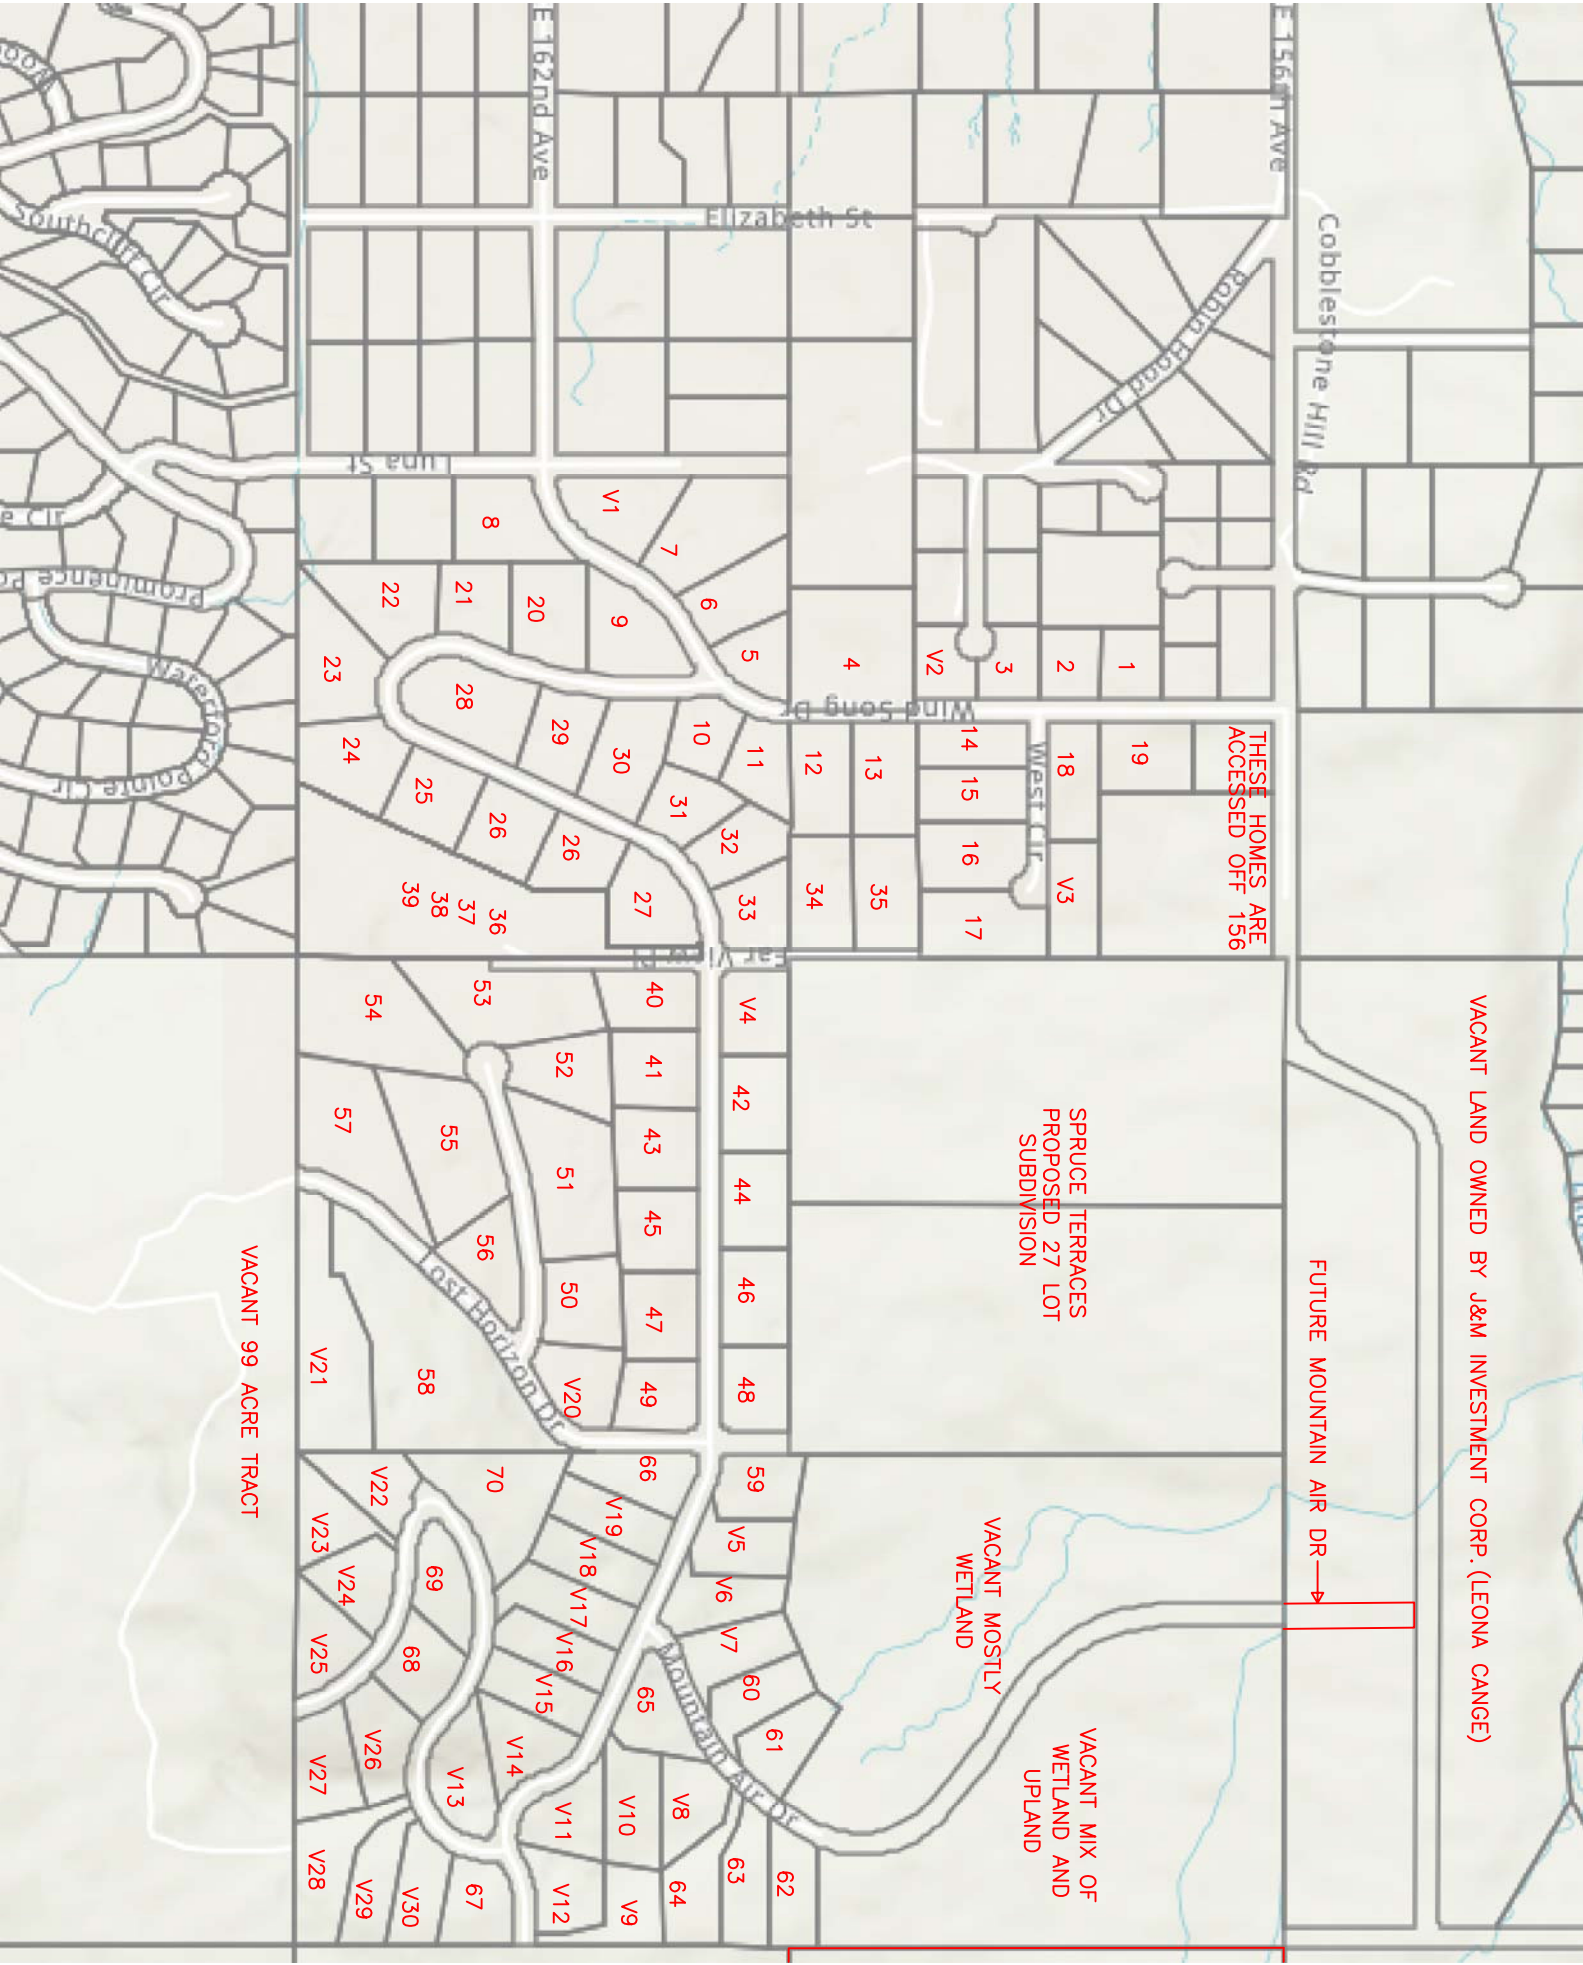 E 162nd Ave
E 156th Ave
Southcliff Cir
Elizabeth St
Cobblestone Hill Rd
Robin Hood Dr
Luna St
e Cir
Prominence Po
Waterford Pointe Cir
Wind Song Dr
West Cir
Far View Pl
Lost Horizon Dr
Mountain Air Dr
THESE HOMES ARE
ACCESSED OFF 156
VACANT LAND OWNED BY J&M INVESTMENT CORP.(LEONA CANGE)
FUTURE MOUNTAIN AIR DR
SPRUCE TERRACES
PROPOSED 27 LOT
SUBDIVISION
VACANT MOSTLY
WETLAND
VACANT MIX OF
WETLAND AND
UPLAND
VACANT 99 ACRE TRACT
V1
8
7
6
5
9
20
21
22
23
4
V2
3
2
1
28
29
30
10
11
12
13
14
15
16
17
18
19
V3
24
25
26
26
27
31
32
33
34
35
36
37
38
39
40
V4
41
42
43
44
45
46
47
48
49
50
51
52
53
54
55
56
57
58
V20
V21
59
V5
V6
V7
60
61
62
63
64
65
66
V19
V18
V17
V16
V15
V14
V13
V12
V11
V10
V9
V8
67
68
69
70
V22
V23
V24
V25
V26
V27
V28
V29
V30